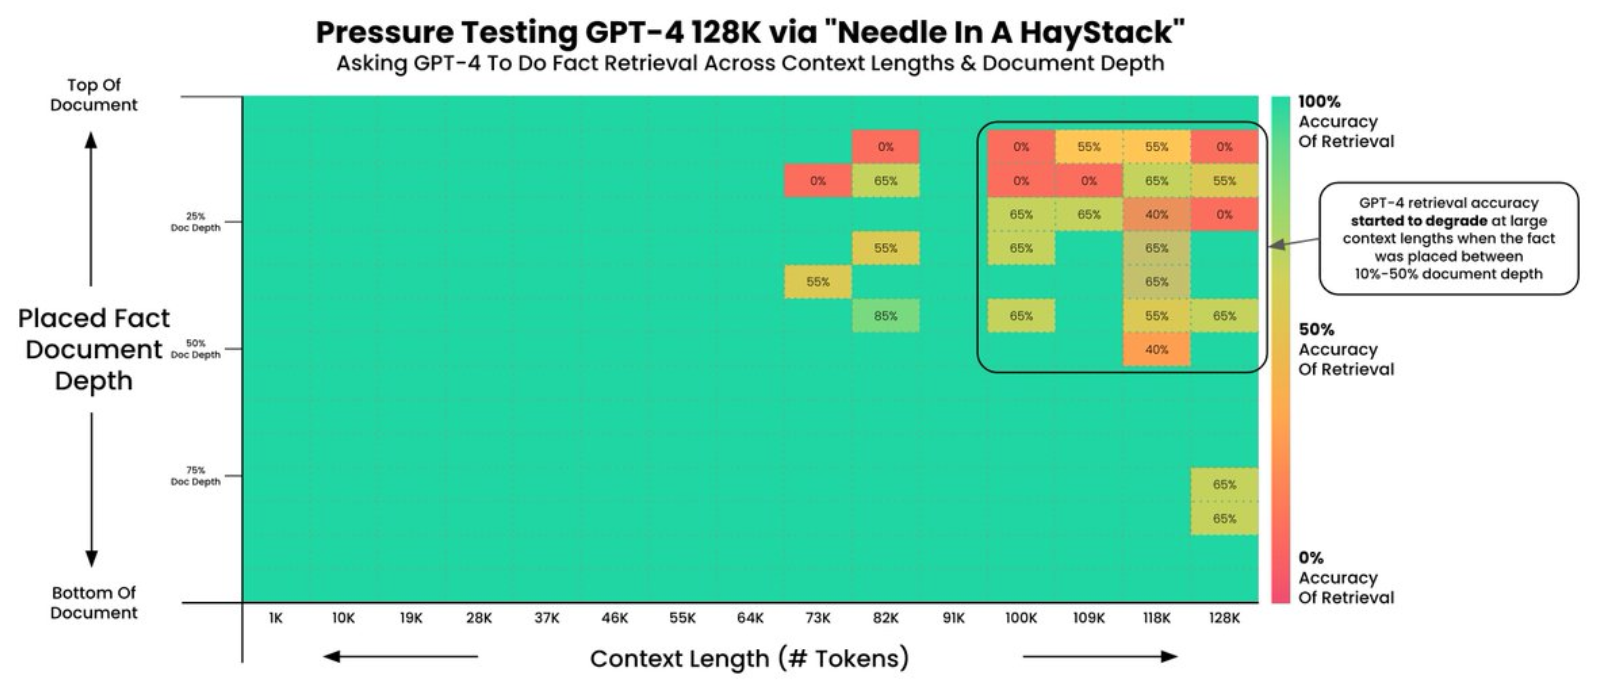 Pressure Testing GPT-4 128K via "Needle In A HayStack"
Asking GPT-4 To Do Fact Retrieval Across Context Lengths & Document Depth
Top Of
Document
25%
Doc Depth
Placed Fact
Document
Depth
50%
Doc Depth
75%
Doc Depth
Bottom Of
Document
0% 0% 55% 55% 0%
0% 65% 0% 0% 65% 55%
65% 65% 40% 0%
55% 65% 65%
55% 65%
85% 65% 55% 65%
40%
65%
65%
100%
Accuracy
Of Retrieval
GPT-4 retrieval accuracy
started to degrade at large
context lengths when the fact
was placed between
10%-50% document depth
50%
Accuracy
Of Retrieval
0%
Accuracy
Of Retrieval
1K 10K 19K 28K 37K 46K 55K 64K 73K 82K 91K 100K 109K 118K 128K
Context Length (# Tokens)